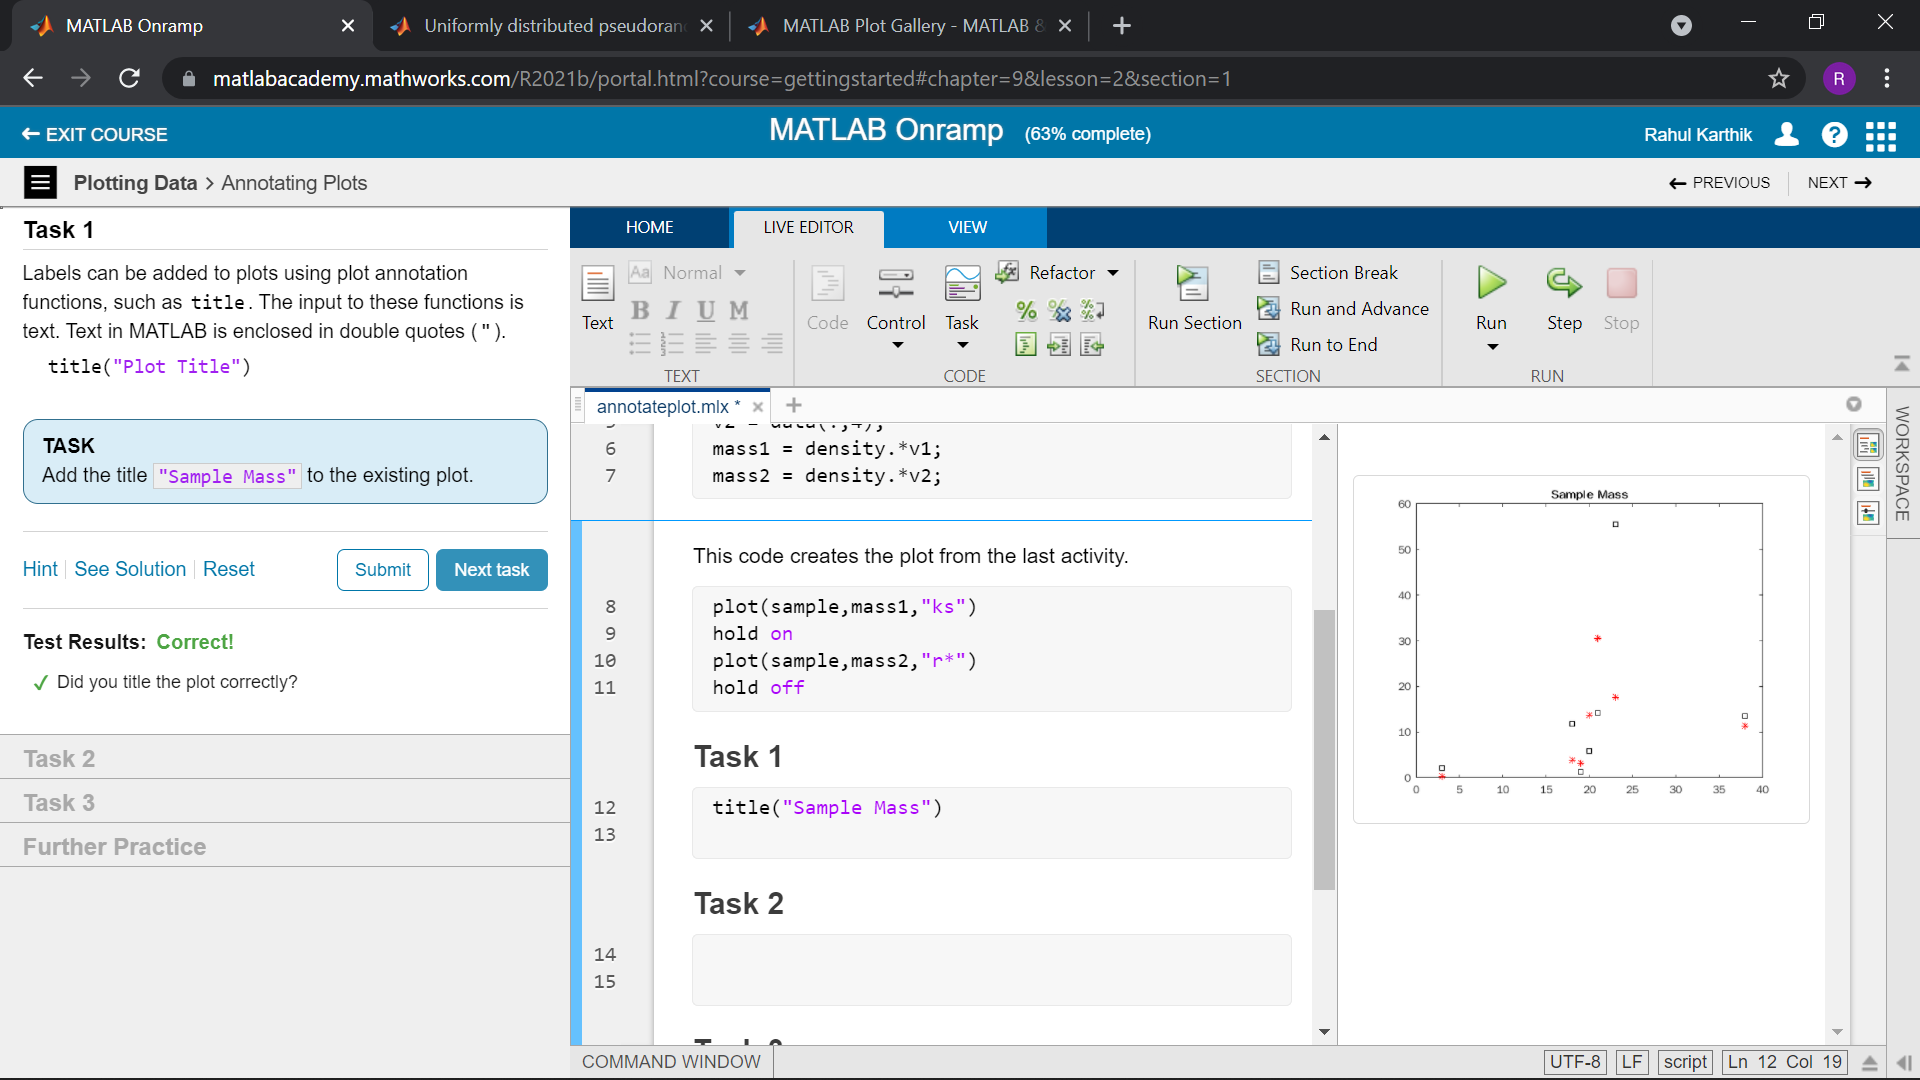 MATLAB Onramp
Uniformly distributed pseudoran
MATLAB Plot Gallery - MATLAB &
matlabacademy.mathworks.com/R2021b/portal.html?course=gettingstarted#chapter=9&lesson=2&section=1
R
EXIT COURSE
MATLAB Onramp (63% complete)
Rahul Karthik
?
Plotting Data > Annotating Plots
PREVIOUS
NEXT
Task 1
Labels can be added to plots using plot annotation
functions, such as title. The input to these functions is
text. Text in MATLAB is enclosed in double quotes (").
title("Plot Title")
TASK
Add the title "Sample Mass" to the existing plot.
Hint
See Solution
Reset
Submit
Next task
Test Results: Correct!
✓ Did you title the plot correctly?
Task 2
Task 3
Further Practice
HOME
LIVE EDITOR
VIEW
Text
Aa Normal
B I U M
TEXT
Code
Control
Task
Refactor
CODE
Run Section
Section Break
Run and Advance
Run to End
SECTION
Run
Step
Stop
RUN
annotateplot.mlx *
5 v2 = data(:,4);
6 mass1 = density.*v1;
7 mass2 = density.*v2;
This code creates the plot from the last activity.
8 plot(sample,mass1,"ks")
9 hold on
10 plot(sample,mass2,"r*")
11 hold off
Task 1
12 title("Sample Mass")
13
Task 2
14
15
Task 3
Sample Mass
60
50
40
30
20
10
0
0 5 10 15 20 25 30 35 40
WORKSPACE
COMMAND WINDOW
UTF-8
LF
script
Ln 12 Col 19